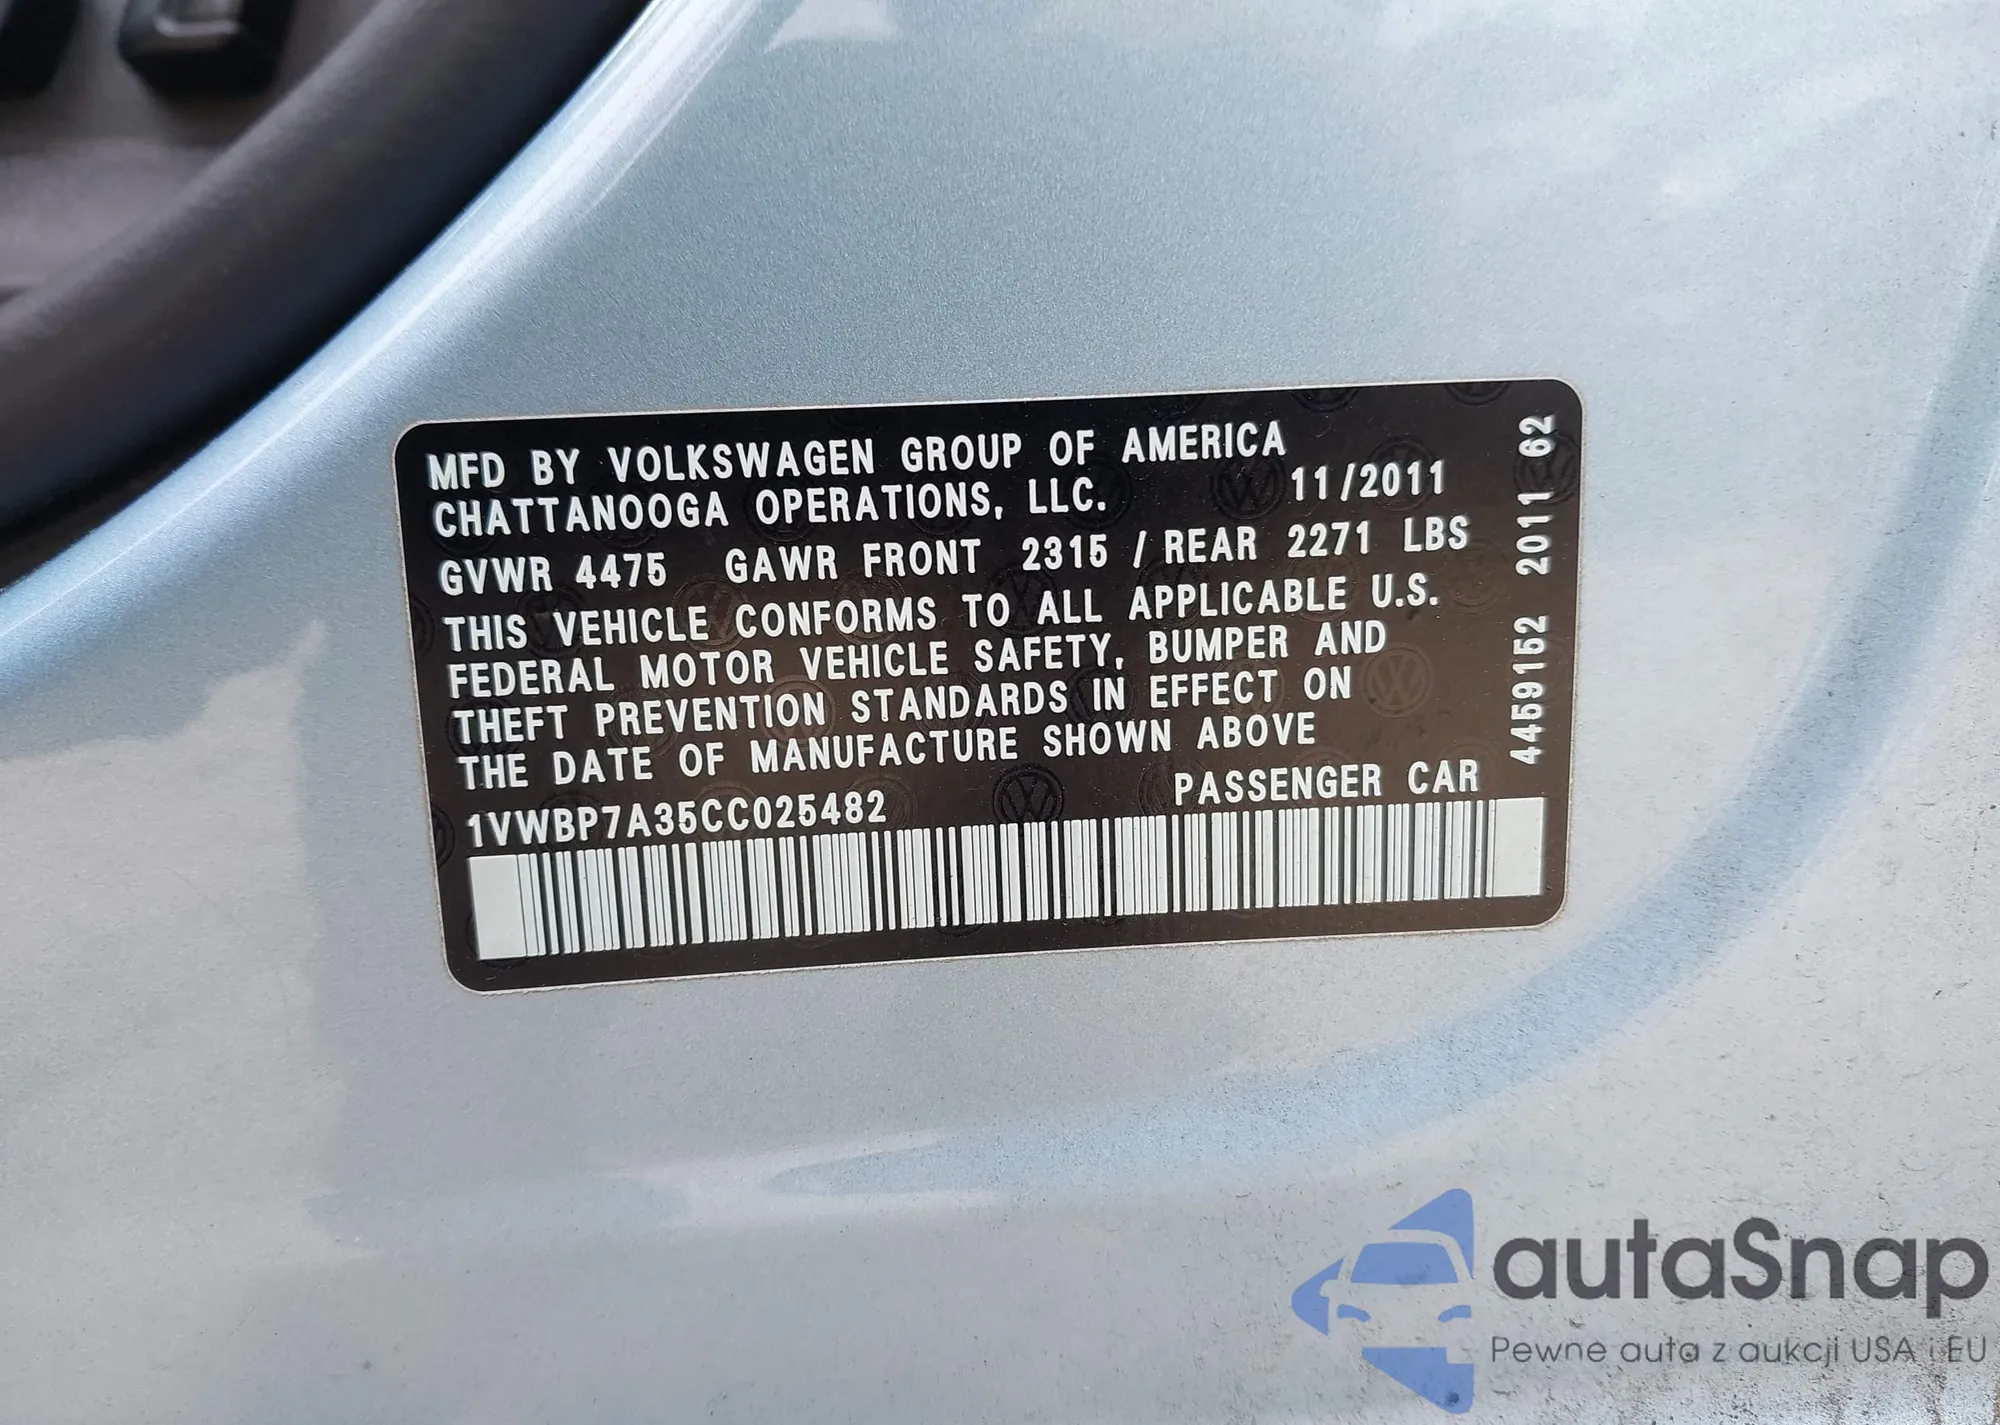 MFD BY VOLKSWAGEN GROUP OF AMERICA
CHATTANOOGA OPERATIONS, LLC. 11/2011
GVWR 4475 GAWR FRONT 2315 / REAR 2271 LBS
THIS VEHICLE CONFORMS TO ALL APPLICABLE U.S.
FEDERAL MOTOR VEHICLE SAFETY, BUMPER AND
THEFT PREVENTION STANDARDS IN EFFECT ON
THE DATE OF MANUFACTURE SHOWN ABOVE
1VWBP7A35CC025482 PASSENGER CAR
4459152 2011 62
autaSnap
Pewne auta z aukcji USA i EU